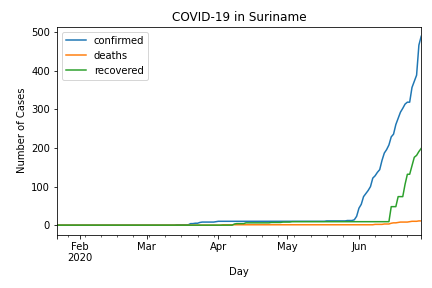 COVID-19 in Suriname
confirmed
deaths
recovered
Number of Cases
500
400
300
200
100
0
Feb
2020
Mar
Apr
May
Jun
Day